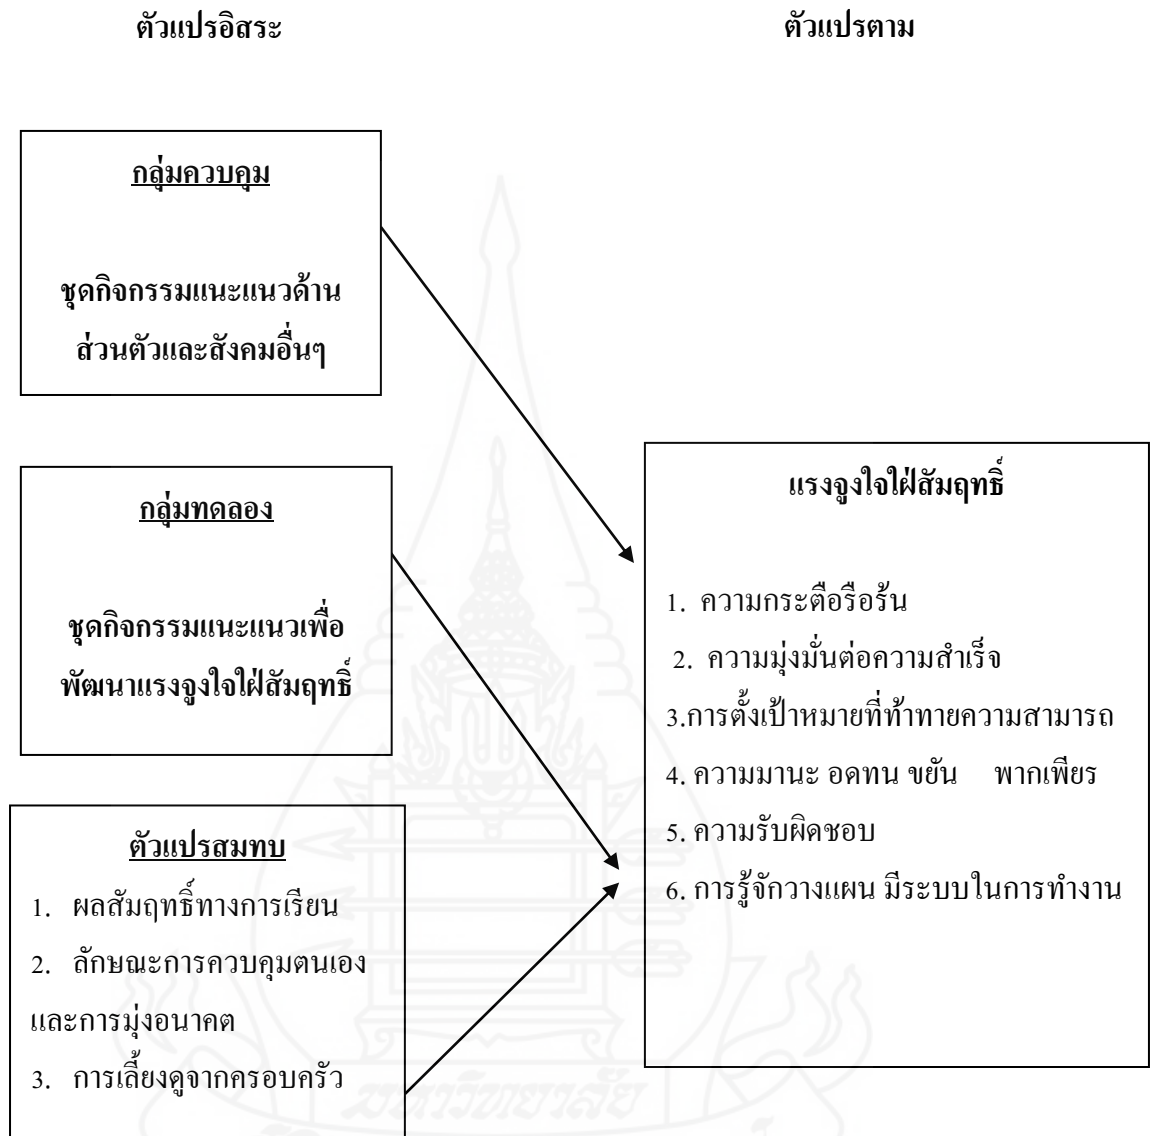 ตัวแปรอิสระ
ตัวแปรตาม
กลุ่มควบคุม
ชุดกิจกรรมแนะแนวด้าน
ส่วนตัวและสังคมอื่นๆ
กลุ่มทดลอง
ชุดกิจกรรมแนะแนวเพื่อ
พัฒนาแรงจูงใจใฝ่สัมฤทธิ์
ตัวแปรสมทบ
1. ผลสัมฤทธิ์ทางการเรียน
2. ลักษณะการควบคุมตนเอง
และการมุ่งอนาคต
3. การเลี้ยงดูจากครอบครัว
แรงจูงใจใฝ่สัมฤทธิ์
1. ความกระตือรือร้น
2. ความมุ่งมั่นต่อความสำเร็จ
3.การตั้งเป้าหมายที่ท้าทายความสามารถ
4. ความมานะ อดทน ขยัน พากเพียร
5. ความรับผิดชอบ
6. การรู้จักวางแผน มีระบบในการทำงาน